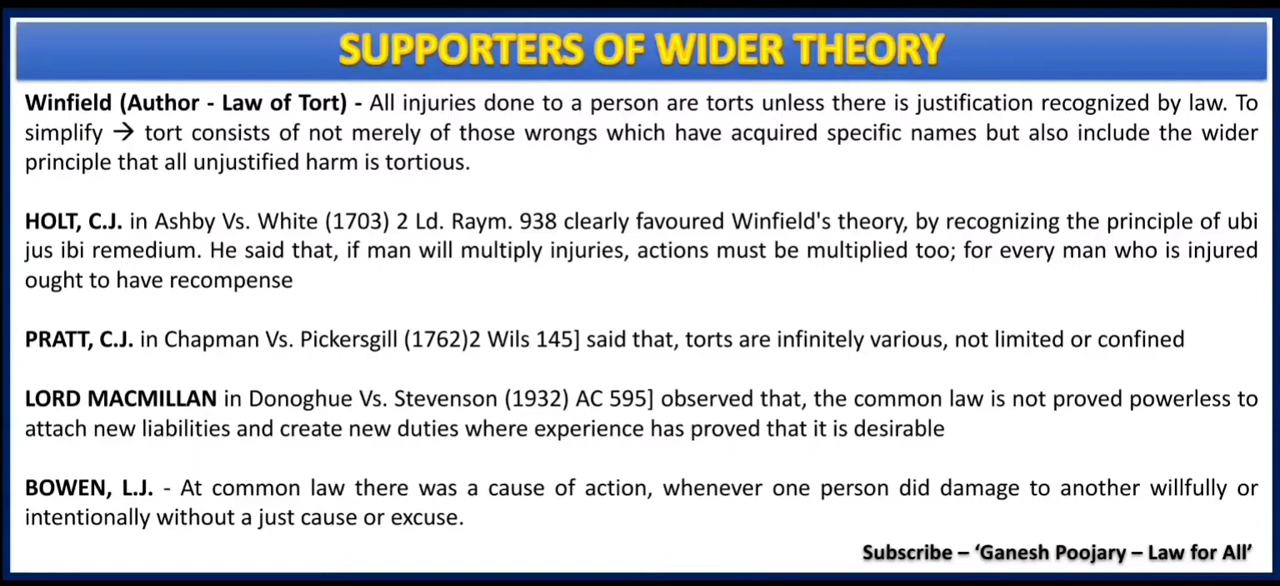 SUPPORTERS OF WIDER THEORY
Winfield (Author - Law of Tort) - All injuries done to a person are torts unless there is justification recognized by law. To
simplify → tort consists of not merely of those wrongs which have acquired specific names but also include the wider
principle that all unjustified harm is tortious.
HOLT, C.J. in Ashby Vs. White (1703) 2 Ld. Raym. 938 clearly favoured Winfield's theory, by recognizing the principle of ubi
jus ibi remedium. He said that, if man will multiply injuries, actions must be multiplied too; for every man who is injured
ought to have recompense
PRATT, C.J. in Chapman Vs. Pickersgill (1762)2 Wils 145] said that, torts are infinitely various, not limited or confined
LORD MACMILLAN in Donoghue Vs. Stevenson (1932) AC 595] observed that, the common law is not proved powerless to
attach new liabilities and create new duties where experience has proved that it is desirable
BOWEN, L.J. - At common law there was a cause of action, whenever one person did damage to another willfully or
intentionally without a just cause or excuse.
Subscribe – ‘Ganesh Poojary – Law for All’